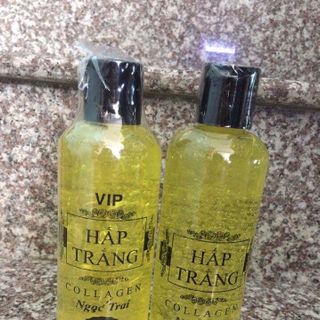 VIP
HẤP
TRẮNG
COLLAGEN
Ngọc Trai
HẤP
TRẮNG
COLLAGEN